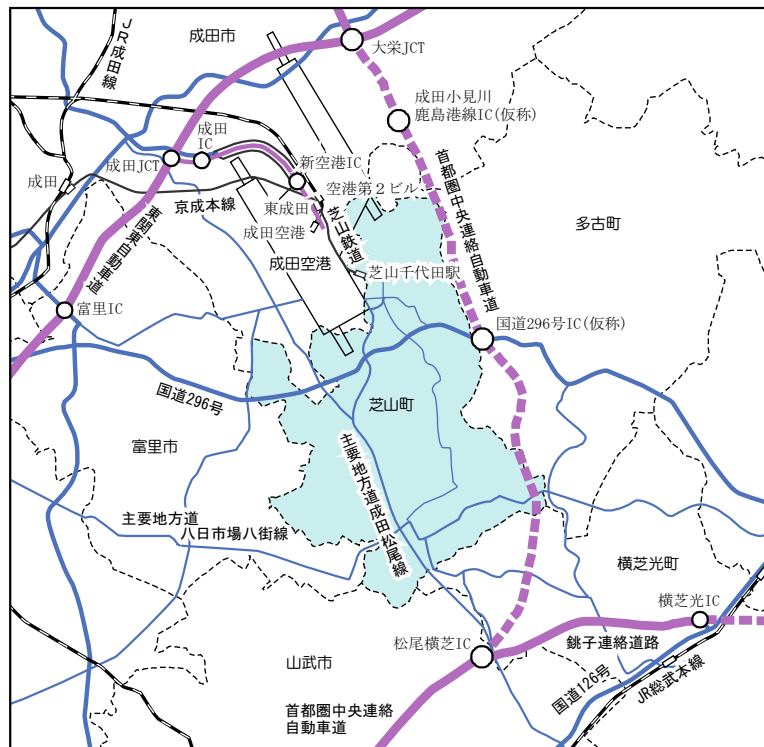 JR成田線
成田市
大栄JCT
成田小見川
鹿島港線IC(仮称)
成田
IC
成田JCT
新空港IC
首都圏中央連絡自動車道
成田
空港第2ビル
京成本線
東成田
芝山鉄道
多古町
東関東自動車道
成田空港
成田空港
芝山千代田駅
富里IC
国道296号IC(仮称)
国道296号
芝山町
富里市
主要地方道成田松尾線
主要地方道
八日市場八街線
横芝光町
横芝光IC
松尾横芝IC
銚子連絡道路
山武市
国道126号
JR総武本線
首都圏中央連絡
自動車道